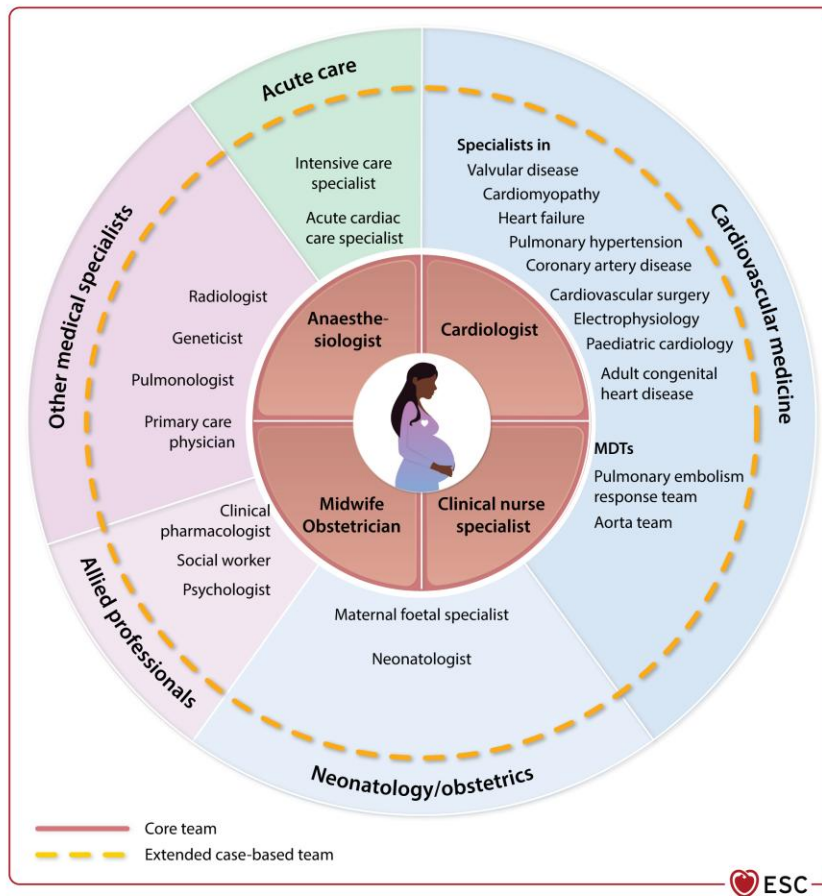 Acute care
Intensive care
specialist
Acute cardiac
care specialist
Cardiovascular medicine
Specialists in
Valvular disease
Cardiomyopathy
Heart failure
Pulmonary hypertension
Coronary artery disease
Cardiovascular surgery
Electrophysiology
Paediatric cardiology
Adult congenital
heart disease
MDTs
Pulmonary embolism
response team
Aorta team
Other medical specialists
Radiologist
Geneticist
Pulmonologist
Primary care
physician
Anaesthe-
siologist
Cardiologist
Midwife
Obstetrician
Clinical nurse
specialist
Allied professionals
Clinical
pharmacologist
Social worker
Psychologist
Maternal foetal specialist
Neonatologist
Neonatology/obstetrics
Core team
Extended case-based team
ESC